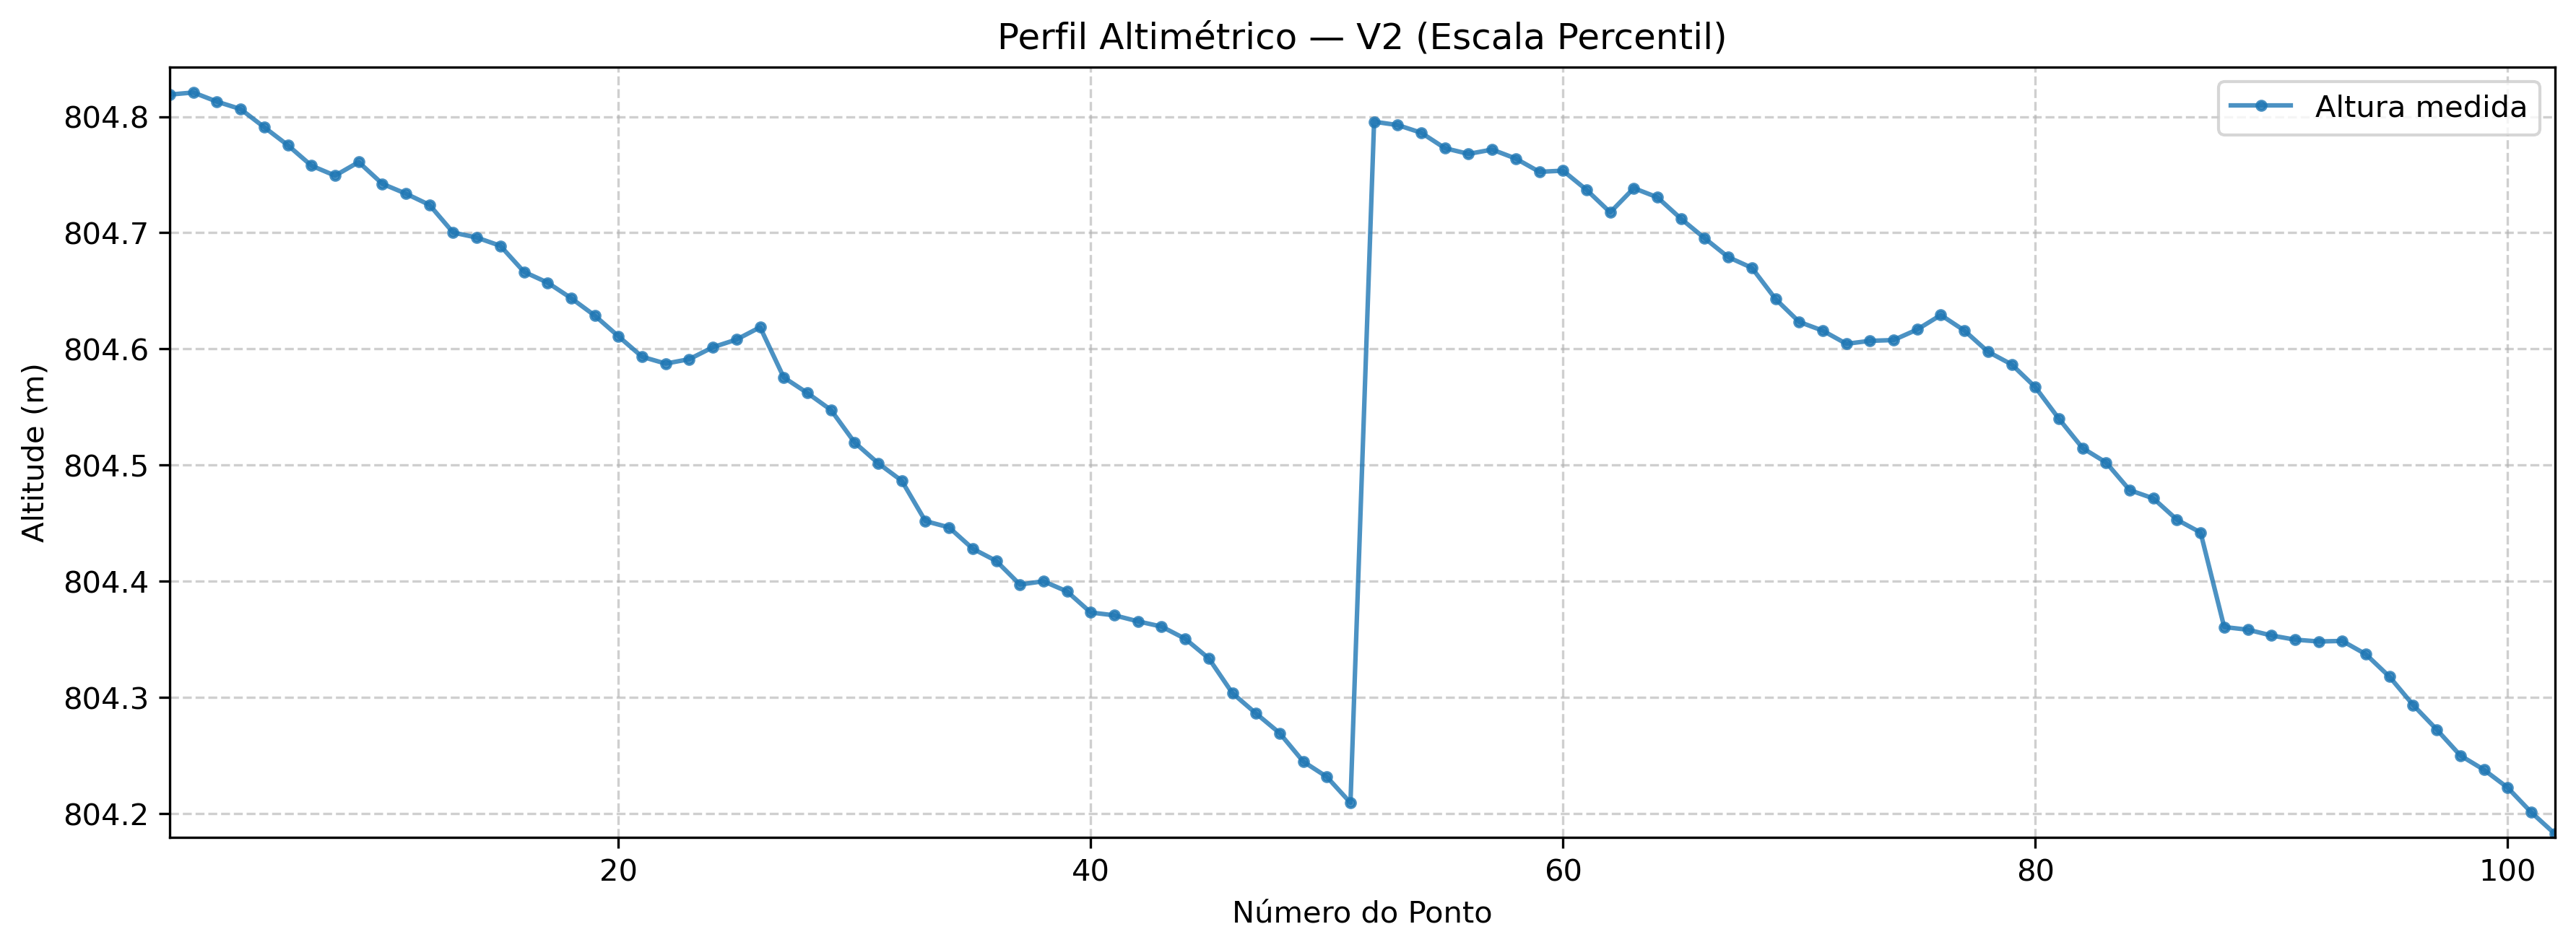 Perfil Altimétrico — V2 (Escala Percentil)
Altura medida
Altitude (m)
804.8
804.7
804.6
804.5
804.4
804.3
804.2
20 40 60 80 100
Número do Ponto